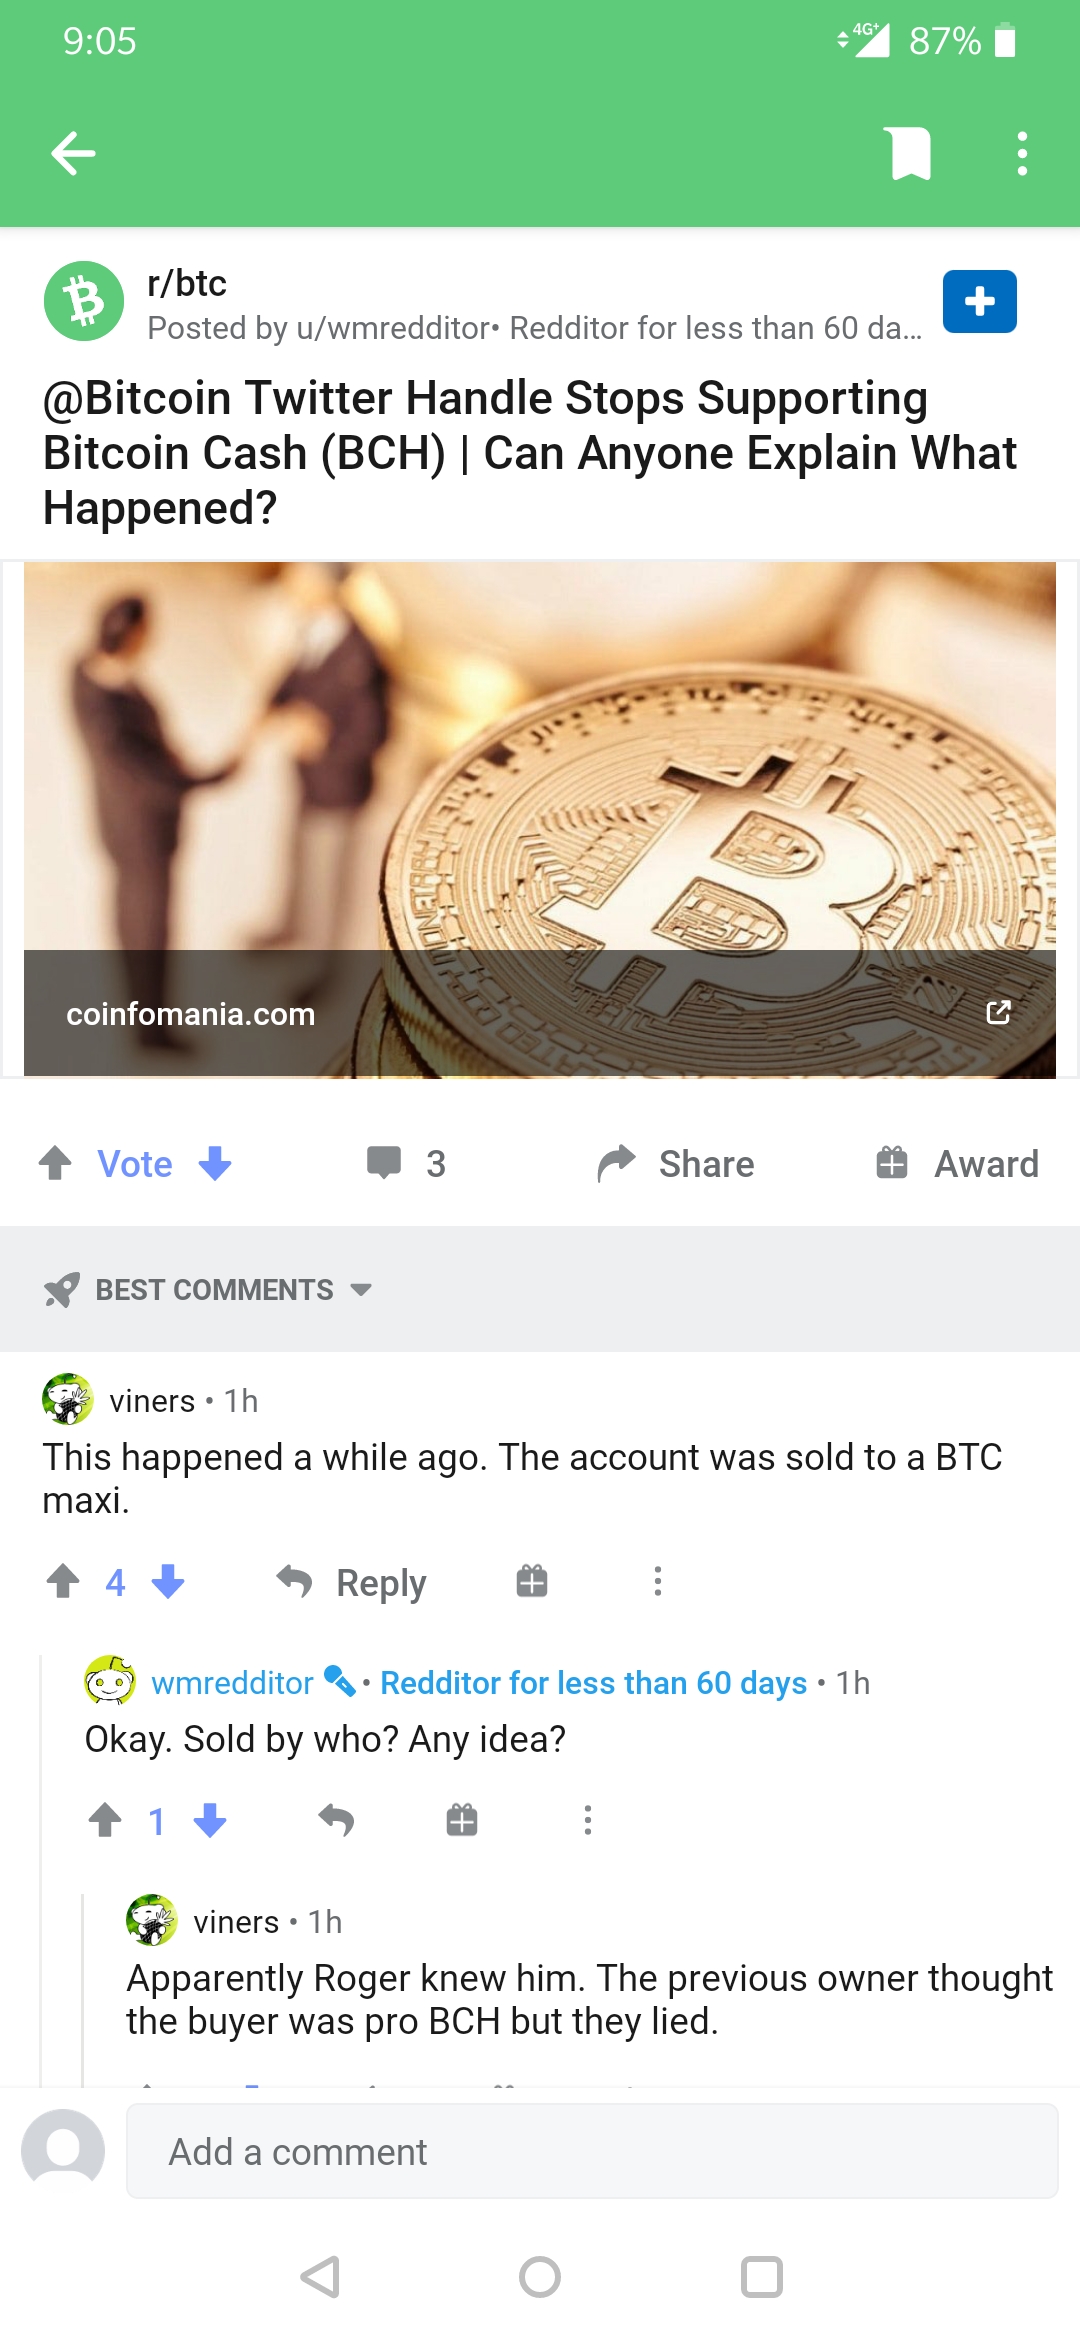 9:05
4G+ 87%
r/btc
Posted by u/wmredditor• Redditor for less than 60 da...
@Bitcoin Twitter Handle Stops Supporting
Bitcoin Cash (BCH) | Can Anyone Explain What
Happened?
coinfomania.com
Vote 3 Share Award
BEST COMMENTS
viners • 1h
This happened a while ago. The account was sold to a BTC
maxi.
4 Reply
wmredditor • Redditor for less than 60 days • 1h
Okay. Sold by who? Any idea?
1
viners • 1h
Apparently Roger knew him. The previous owner thought
the buyer was pro BCH but they lied.
Add a comment